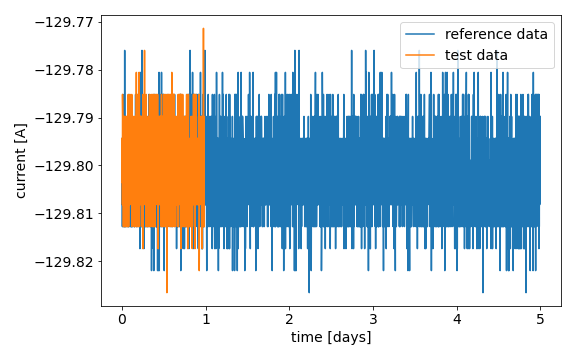 −129.77
−129.78
−129.79
−129.80
−129.81
−129.82
current [A]
reference data
test data
0 1 2 3 4 5
time [days]